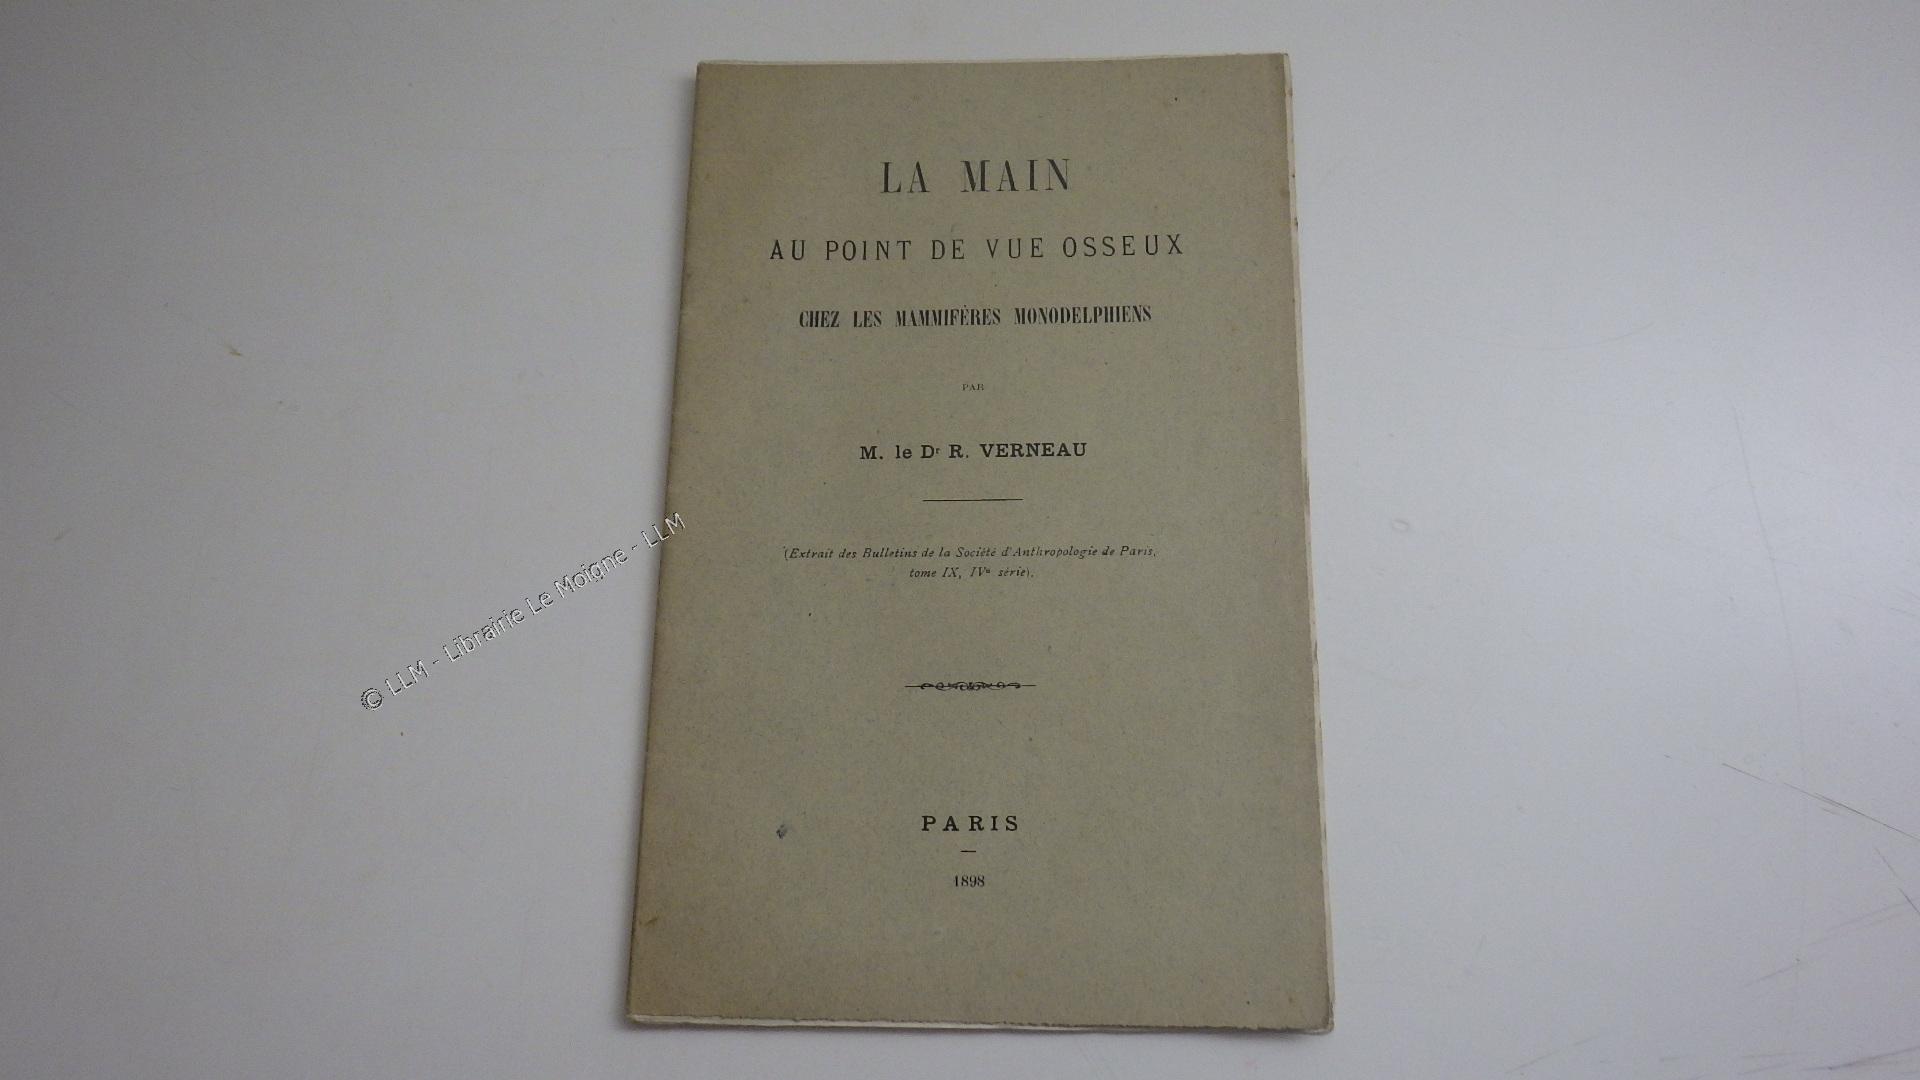 LA MAIN
AU POINT DE VUE OSSEUX
CHEZ LES MAMMIFÈRES MONODELPHIENS
PAR
M. le Dr R. VERNEAU
(Extrait des Bulletins de la Société d'Anthropologie de Paris,
tome IX, IVe série).
PARIS
1898
© LLM - Librairie Le Moigne - LLM